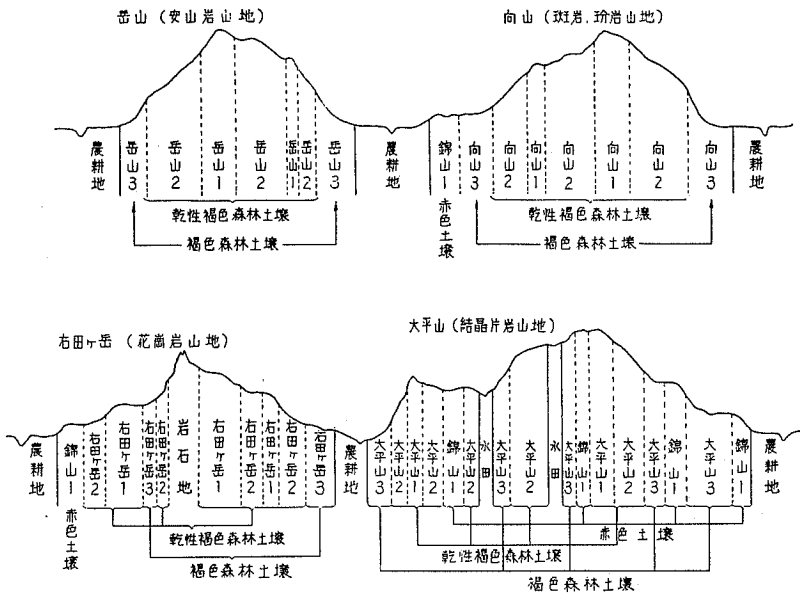 岳山（安山岩山地）
農耕地
岳山3
岳山2
岳山1
岳山2
岳山1
岳山2
岳山3
農耕地
乾性褐色森林土壌
褐色森林土壌
向山（斑岩、玢岩山地）
錦山1
赤色土壌
向山3
向山2
向山1
向山2
向山1
向山2
向山3
農耕地
乾性褐色森林土壌
褐色森林土壌
右田ヶ岳（花崗岩山地）
農耕地
錦山1
赤色土壌
右田ヶ岳2
右田ヶ岳1
右田ヶ岳3
右田ヶ岳2
岩石地
右田ヶ岳1
右田ヶ岳2
右田ヶ岳1
右田ヶ岳2
右田ヶ岳3
農耕地
乾性褐色森林土壌
褐色森林土壌
大平山（結晶片岩山地）
大平山3
大平山2
大平山1
大平山2
錦山1
大平山2
水田
大平山3
大平山2
水田
大平山3
錦山1
大平山1
大平山2
大平山3
錦山1
大平山3
錦山1
農耕地
赤色土壌
乾性褐色森林土壌
褐色森林土壌